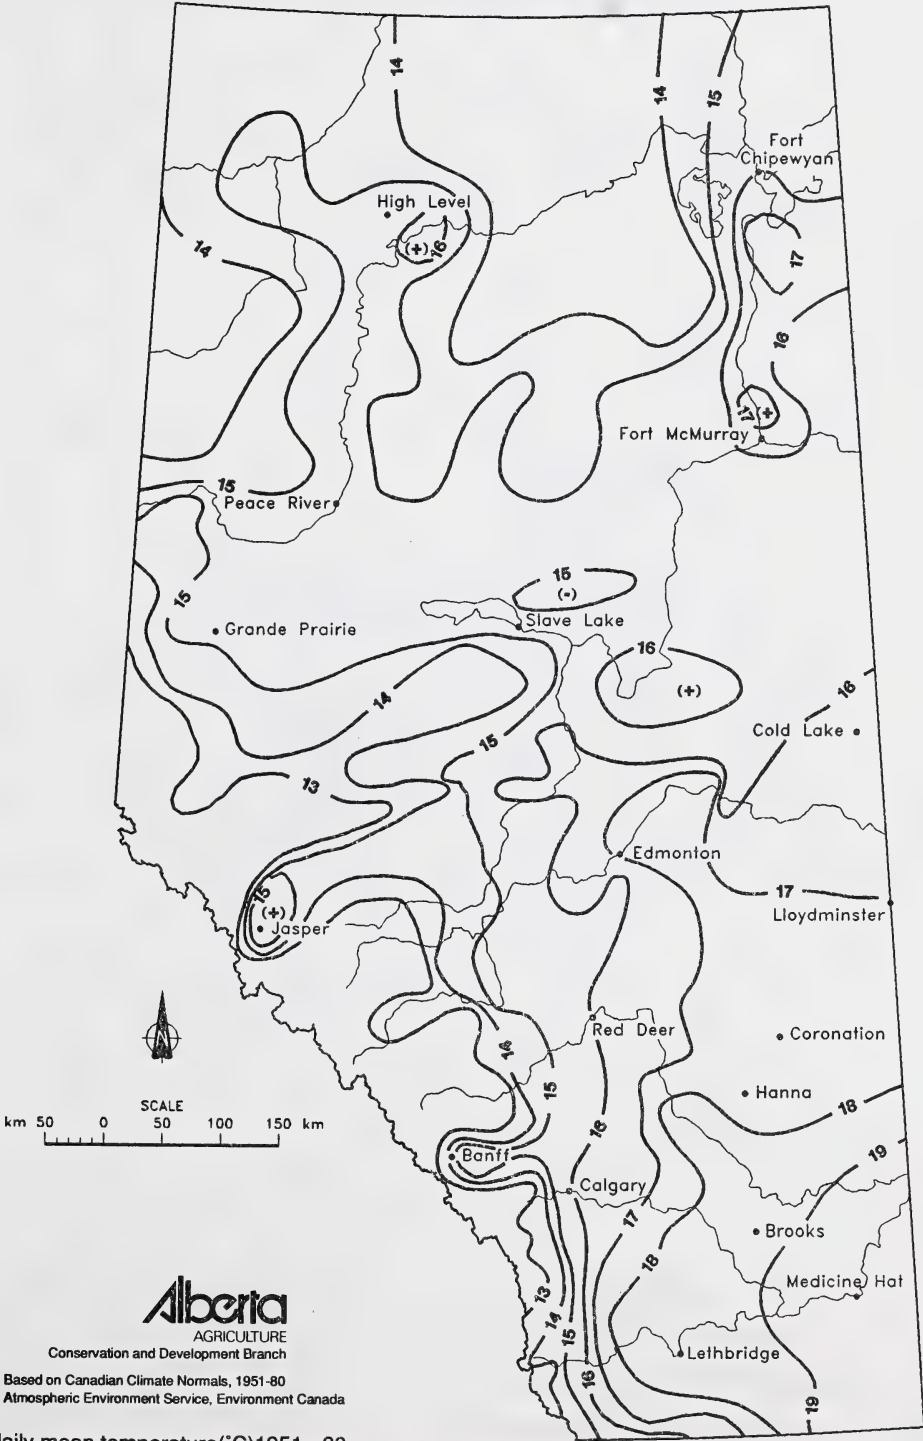 14
14
15
Fort
Chipewyan
High Level
14
(+)
16
17
16
17
(+)
Fort McMurray
15
Peace River
15
(-)
15
Slave Lake
Grande Prairie
16
(+)
14
16
15
Cold Lake
13
Edmonton
15
(+)
Jasper
17
Lloydminster
Red Deer
Coronation
14
15
Hanna
18
SCALE
km 50 0 50 100 150 km
16
Banff
19
Calgary
17
Brooks
18
Medicine Hat
13
14
15
Lethbridge
16
19
Alberta
AGRICULTURE
Conservation and Development Branch
Based on Canadian Climate Normals, 1951-80
Atmospheric Environment Service, Environment Canada